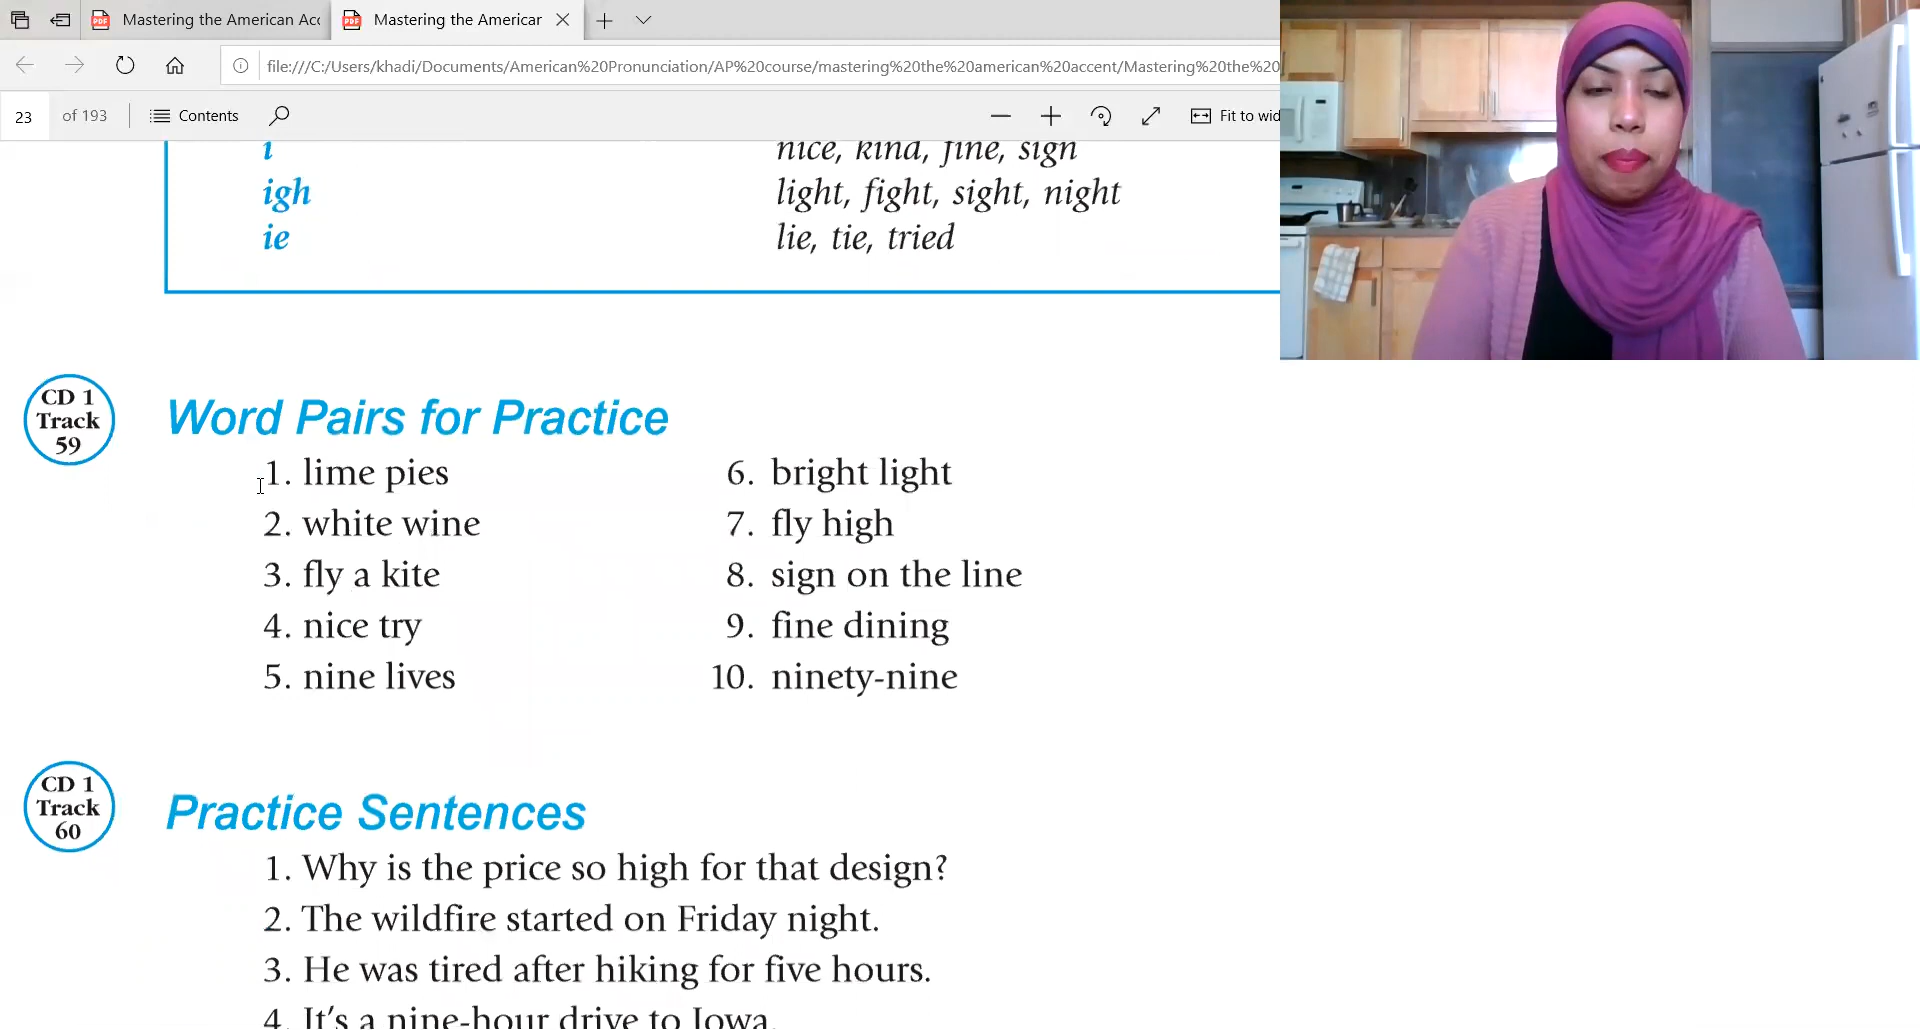 Mastering the American Acc
Mastering the American
file:///C:/Users/khadi/Documents/American%20Pronunciation/AP%20course/mastering%20the%20american%20accent/Mastering%20the%20
23 of 193 Contents Fit to wid
i nice, kind, fine, sign
igh light, fight, sight, night
ie lie, tie, tried
CD 1
Track
59
Word Pairs for Practice
1. lime pies 6. bright light
2. white wine 7. fly high
3. fly a kite 8. sign on the line
4. nice try 9. fine dining
5. nine lives 10. ninety-nine
CD 1
Track
60
Practice Sentences
1. Why is the price so high for that design?
2. The wildfire started on Friday night.
3. He was tired after hiking for five hours.
4. It's a nine-hour drive to Iowa.